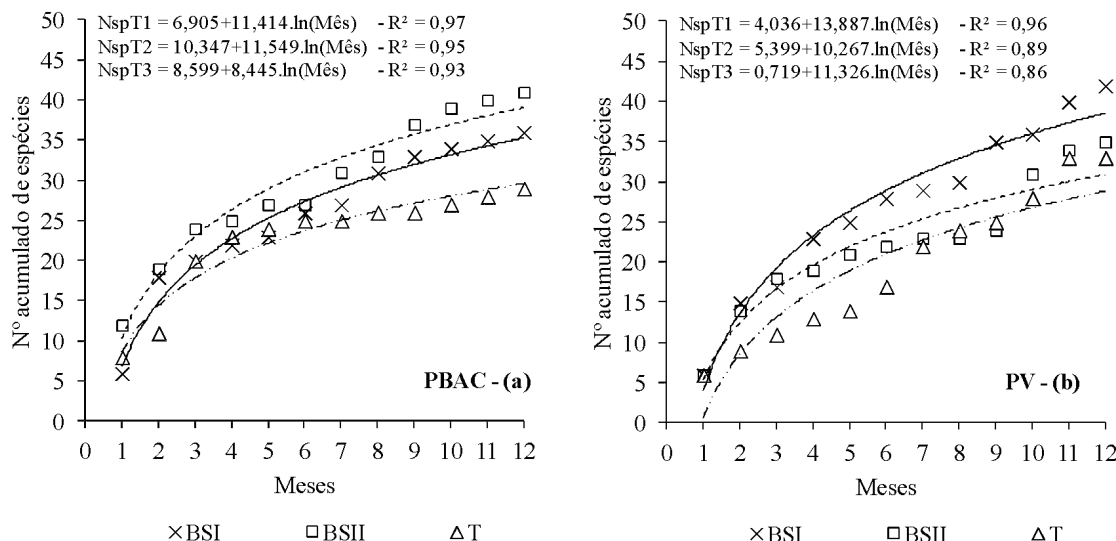 NspT1 = 6,905+11,414.ln(Mês) - R² = 0,97
NspT2 = 10,347+11,549.ln(Mês) - R² = 0,95
NspT3 = 8,599+8,445.ln(Mês) - R² = 0,93
Nº acumulado de espécies
50
45
40
35
30
25
20
15
10
5
0
PBAC - (a)
0 1 2 3 4 5 6 7 8 9 10 11 12
Meses
BSI BSII T
NspT1 = 4,036+13,887.ln(Mês) - R² = 0,96
NspT2 = 5,399+10,267.ln(Mês) - R² = 0,89
NspT3 = 0,719+11,326.ln(Mês) - R² = 0,86
Nº acumulado de espécies
50
45
40
35
30
25
20
15
10
5
0
PV - (b)
0 1 2 3 4 5 6 7 8 9 10 11 12
Meses
BSI BSII T